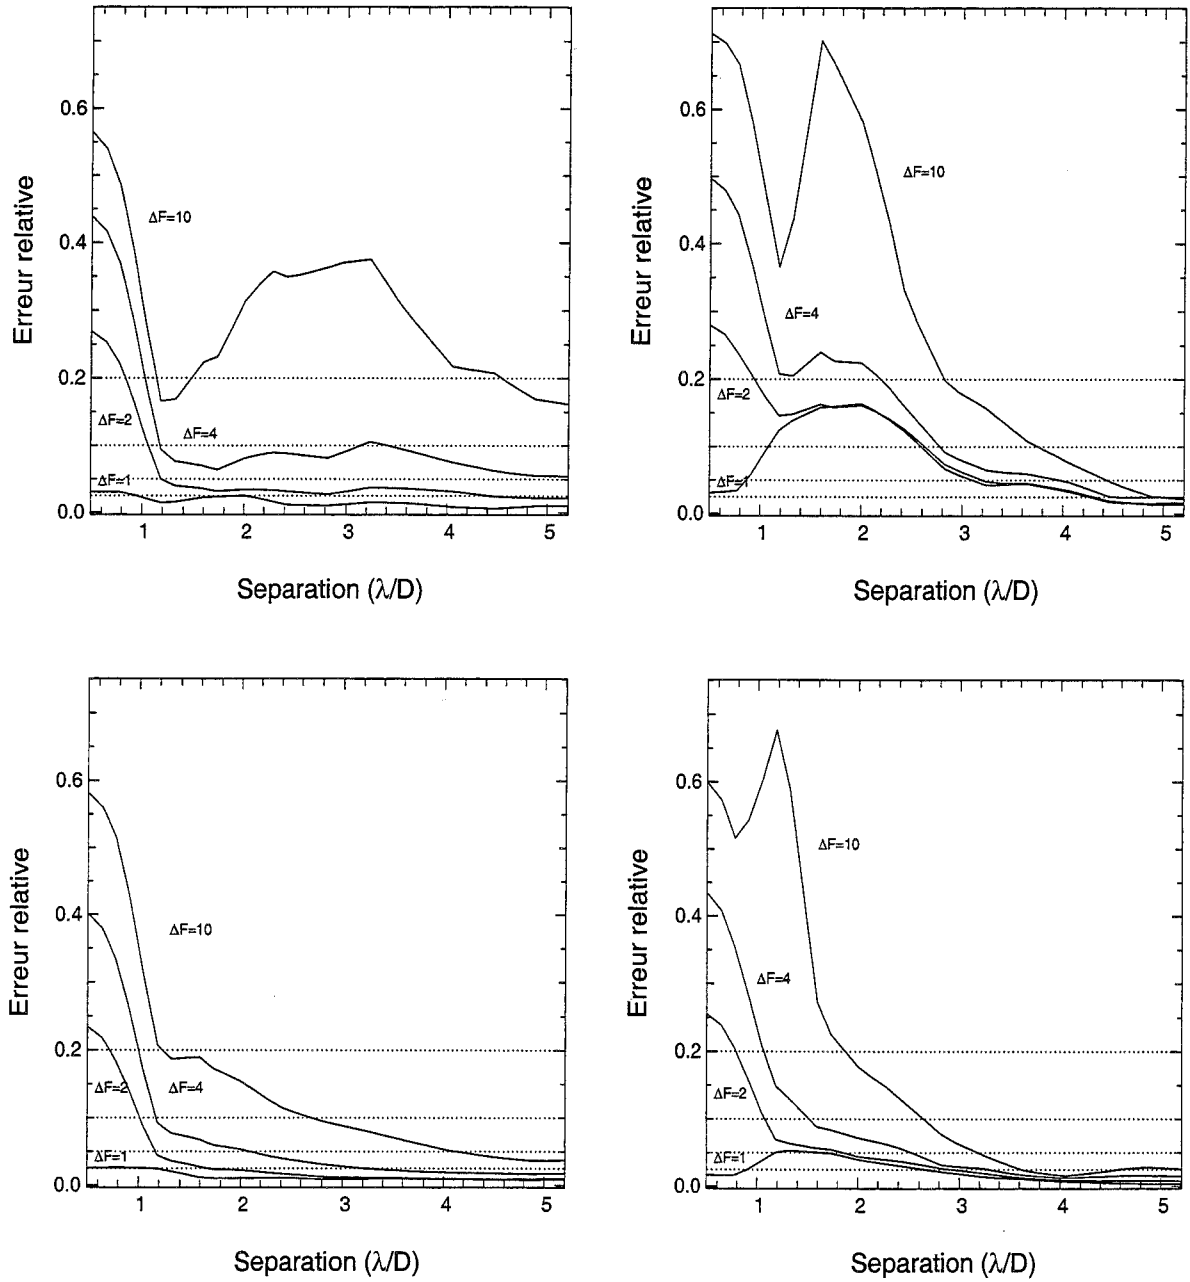 0.6
0.4
0.2
0.0
Erreur relative
ΔF=10
ΔF=2
ΔF=4
ΔF=1
1 2 3 4 5
Separation (λ/D)
0.6
0.4
0.2
0.0
Erreur relative
ΔF=10
ΔF=4
ΔF=2
ΔF=1
1 2 3 4 5
Separation (λ/D)
0.6
0.4
0.2
0.0
Erreur relative
ΔF=10
ΔF=2
ΔF=4
ΔF=1
1 2 3 4 5
Separation (λ/D)
0.6
0.4
0.2
0.0
Erreur relative
ΔF=10
ΔF=4
ΔF=2
ΔF=1
1 2 3 4 5
Separation (λ/D)